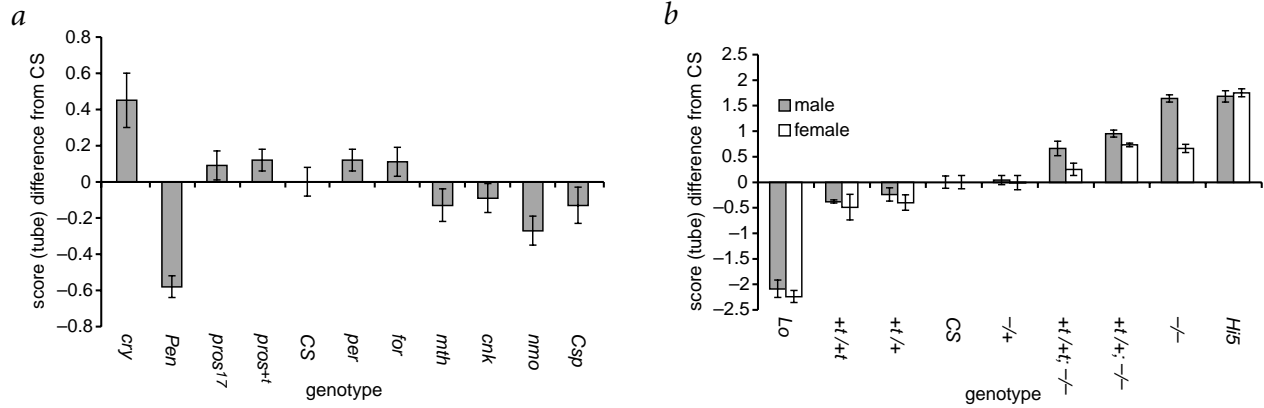 a
score (tube) difference from CS
0.8
0.6
0.4
0.2
0
–0.2
–0.4
–0.6
–0.8
cry
Pen
pros17
pros+t
CS
per
for
mth
cnk
nmo
Csp
genotype
b
score (tube) difference from CS
2.5
2
1.5
1
0.5
0
–0.5
–1
–1.5
–2
–2.5
male
female
Lo
+t/+t
+t/+
CS
–/+
+t/+t; –/–
+t/+; –/–
–/–
Hi5
genotype